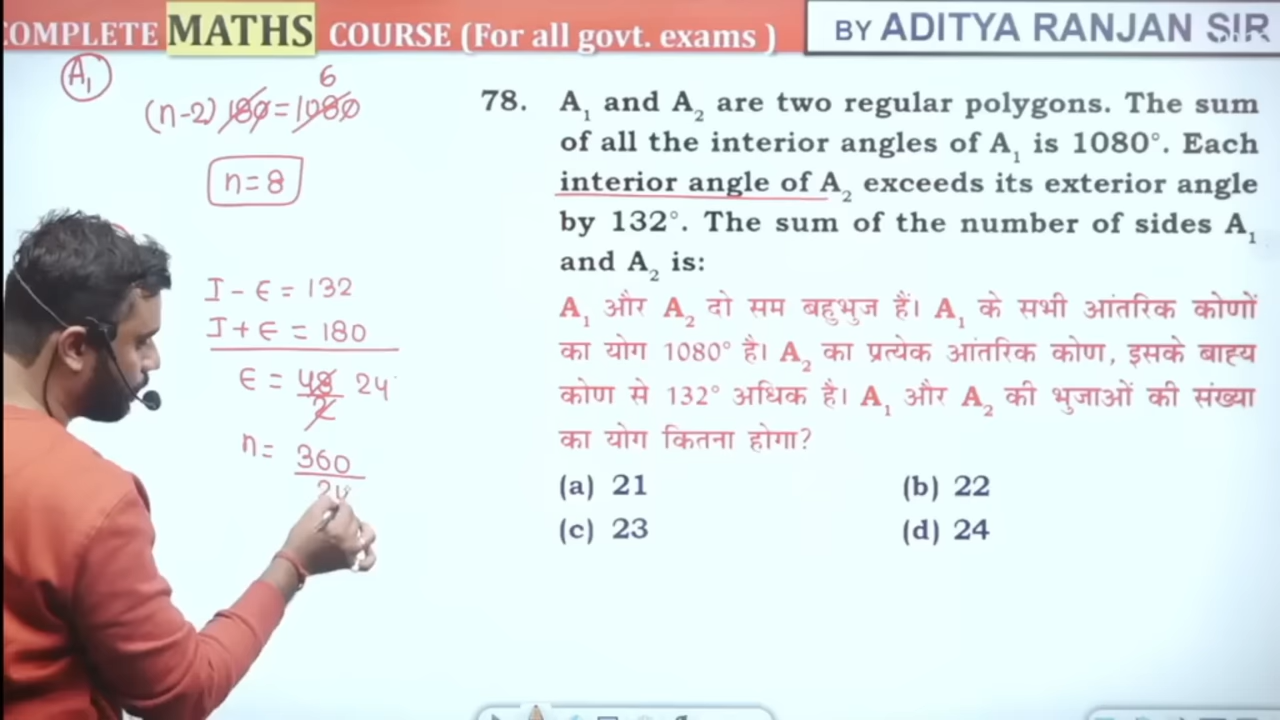 COMPLETE MATHS COURSE (For all govt. exams )
BY ADITYA RANJAN SIR
A₁
6
(n-2) 180 = 1080
n = 8
I - E = 132
I + E = 180
E = 48/2 24
n = 360/24
78. A₁ and A₂ are two regular polygons. The sum
of all the interior angles of A₁ is 1080°. Each
interior angle of A₂ exceeds its exterior angle
by 132°. The sum of the number of sides A₁
and A₂ is:
A₁ और A₂ दो सम बहुभुज हैं। A₁ के सभी आंतरिक कोणों
का योग 1080° है। A₂ का प्रत्येक आंतरिक कोण, इसके बाह्य
कोण से 132° अधिक है। A₁ और A₂ की भुजाओं की संख्या
का योग कितना होगा?
(a) 21 (b) 22
(c) 23 (d) 24